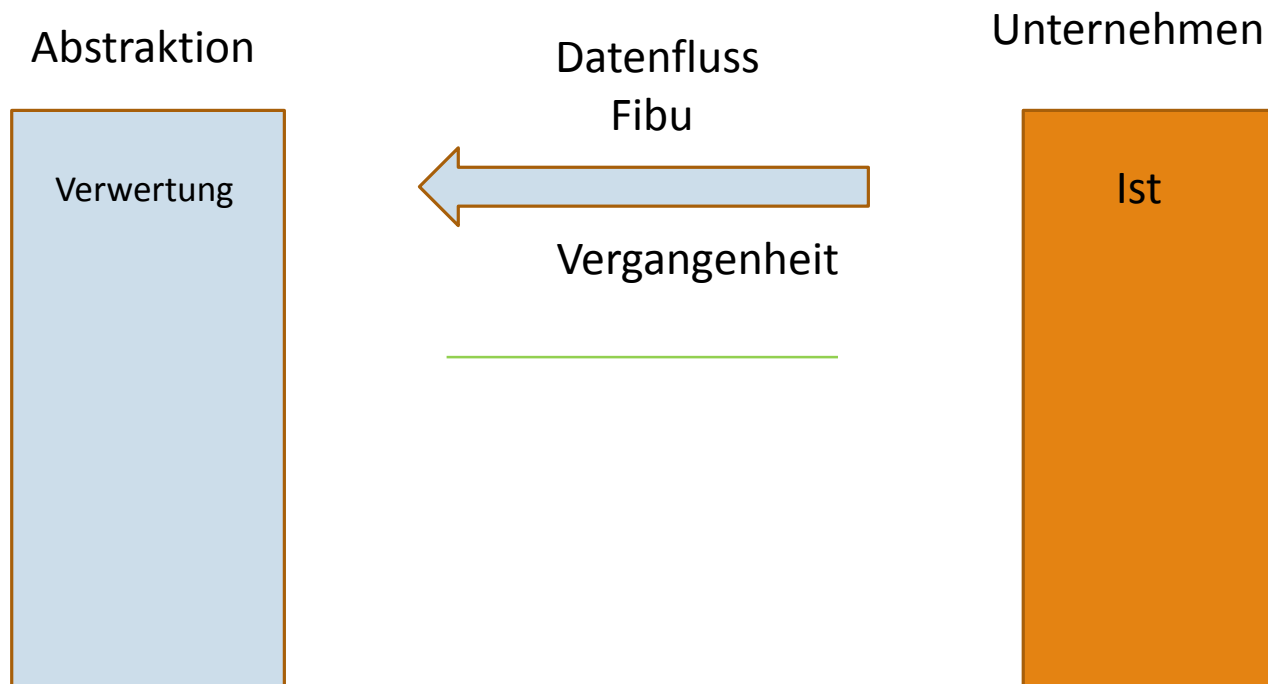 Abstraktion
Datenfluss
Fibu
Unternehmen
Verwertung
Ist
Vergangenheit